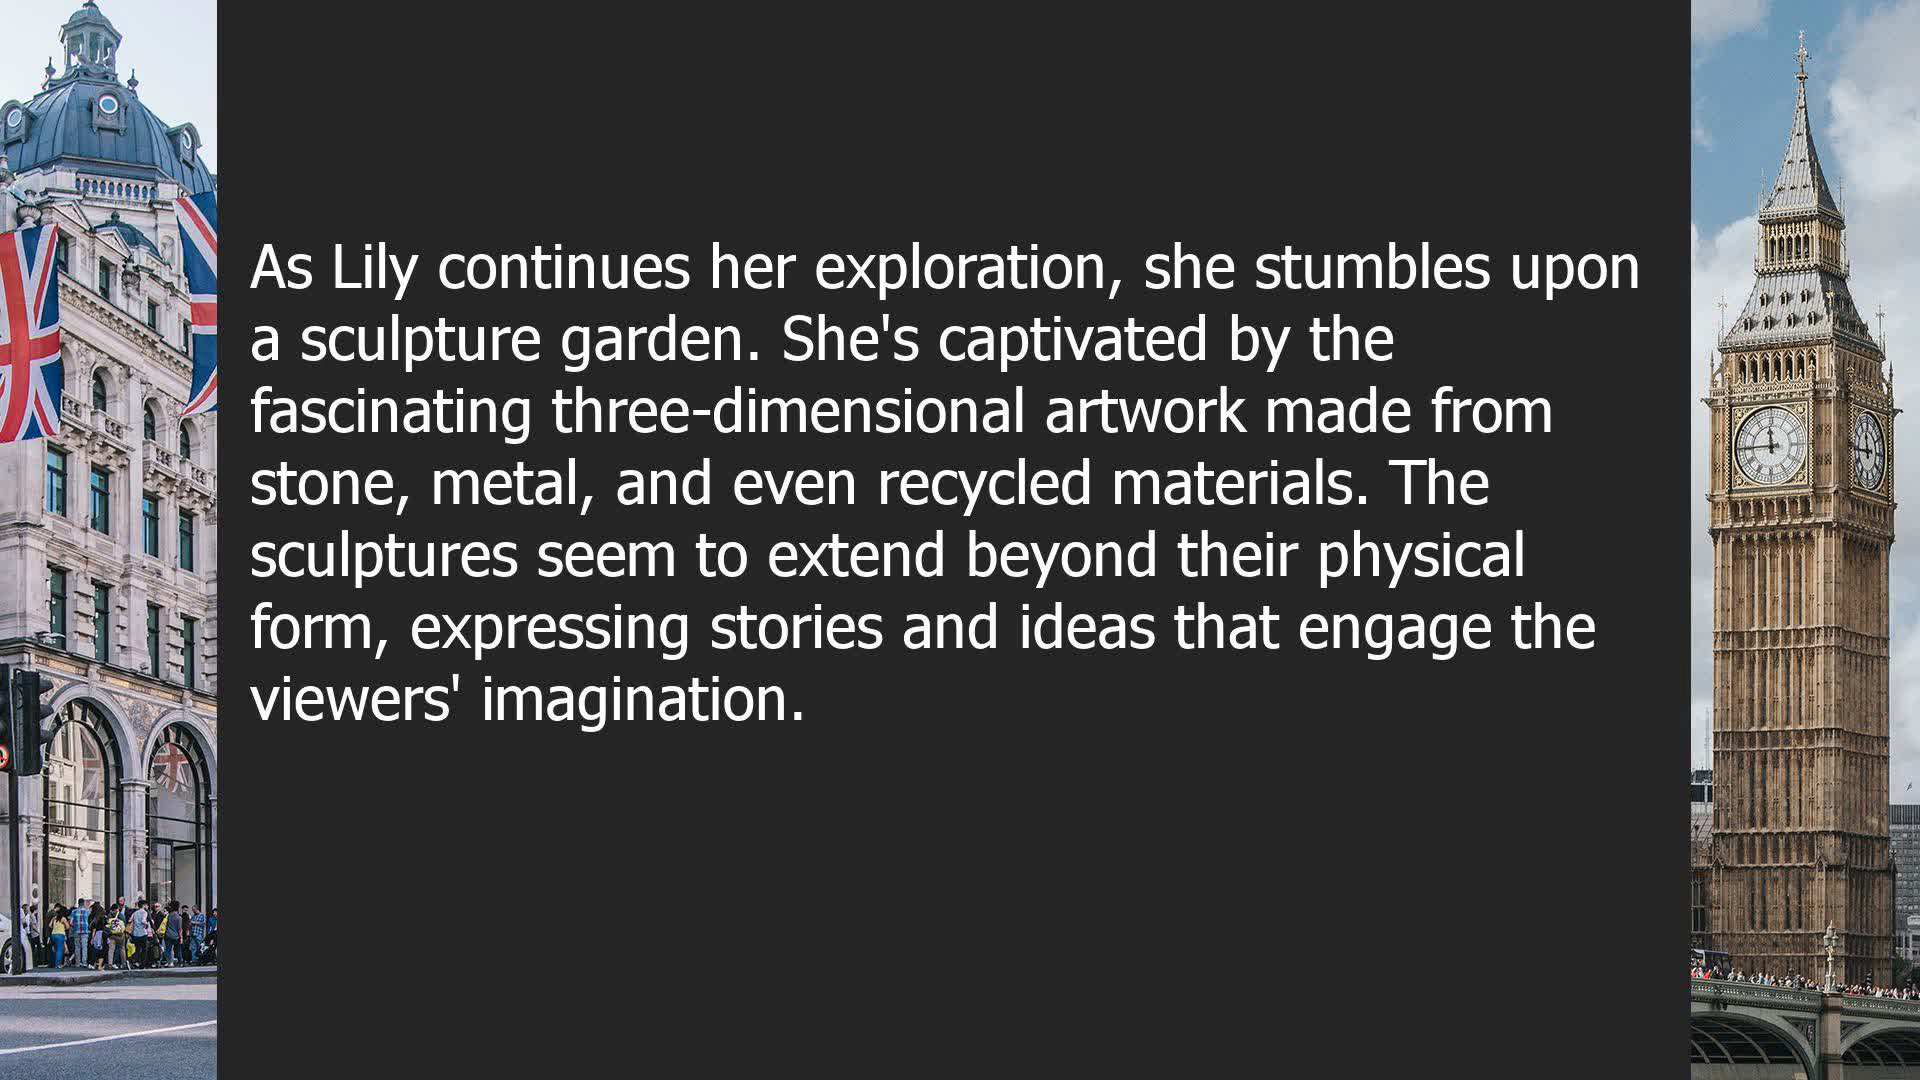 As Lily continues her exploration, she stumbles upon
a sculpture garden. She's captivated by the
fascinating three-dimensional artwork made from
stone, metal, and even recycled materials. The
sculptures seem to extend beyond their physical
form, expressing stories and ideas that engage the
viewers' imagination.